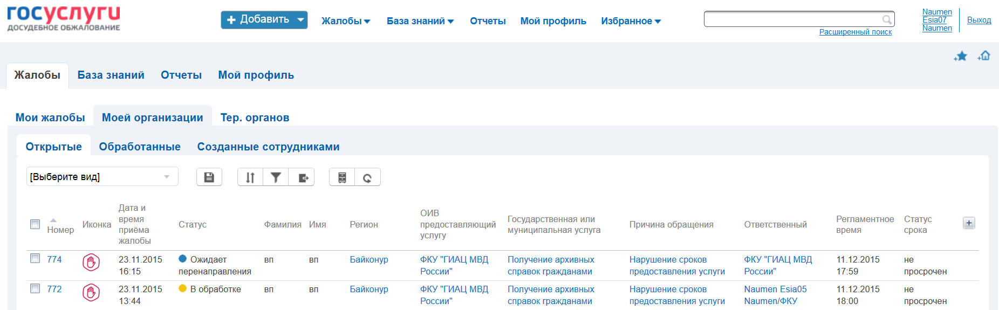 госуслуги
ДОСУДЕБНОЕ ОБЖАЛОВАНИЕ
Добавить
Жалобы
База знаний
Отчеты
Мой профиль
Избранное
Расширенный поиск
Naumen
Esia07
Naumen
Выход
Жалобы
База знаний
Отчеты
Мой профиль
Мои жалобы
Моей организации
Тер. органов
Открытые
Обработанные
Созданные сотрудниками
[Выберите вид]
Номер
Иконка
Дата и
время
приёма
жалобы
Статус
Фамилия
Имя
Регион
ОИВ
предоставляющий
услугу
Государственная или
муниципальная услуга
Причина обращения
Ответственный
Регламентное
время
Статус
срока
774
23.11.2015
16:15
Ожидает
перенаправления
вп
вп
Байконур
ФКУ "ГИАЦ МВД
России"
Получение архивных
справок гражданами
Нарушение сроков
предоставления услуги
ФКУ "ГИАЦ МВД
России"
11.12.2015
17:59
не
просрочен
772
23.11.2015
13:44
В обработке
вп
вп
Байконур
ФКУ "ГИАЦ МВД
России"
Получение архивных
справок гражданами
Нарушение сроков
предоставления услуги
Naumen Esia05
Naumen/ФКУ
11.12.2015
18:00
не
просрочен